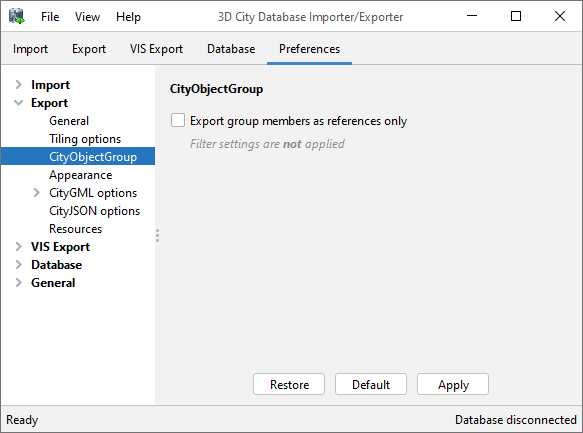 File View Help 3D City Database Importer/Exporter
Import Export VIS Export Database Preferences
Import
Export
General
Tiling options
CityObjectGroup
Appearance
CityGML options
CityJSON options
Resources
VIS Export
Database
General
CityObjectGroup
Export group members as references only
Filter settings are not applied
Restore Default Apply
Ready Database disconnected